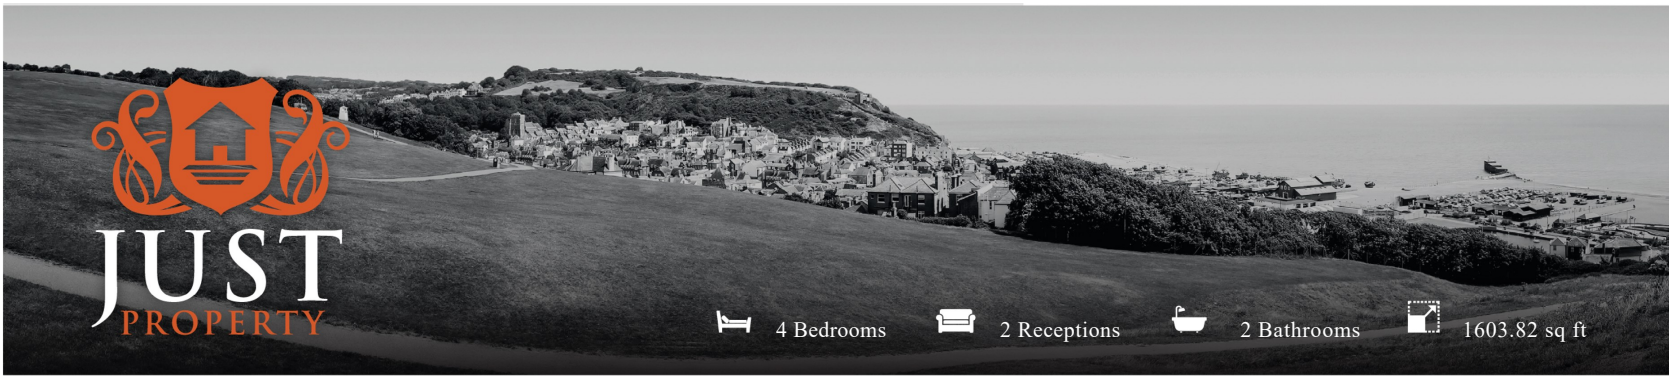 JUST
PROPERTY
4 Bedrooms
2 Receptions
2 Bathrooms
1603.82 sq ft